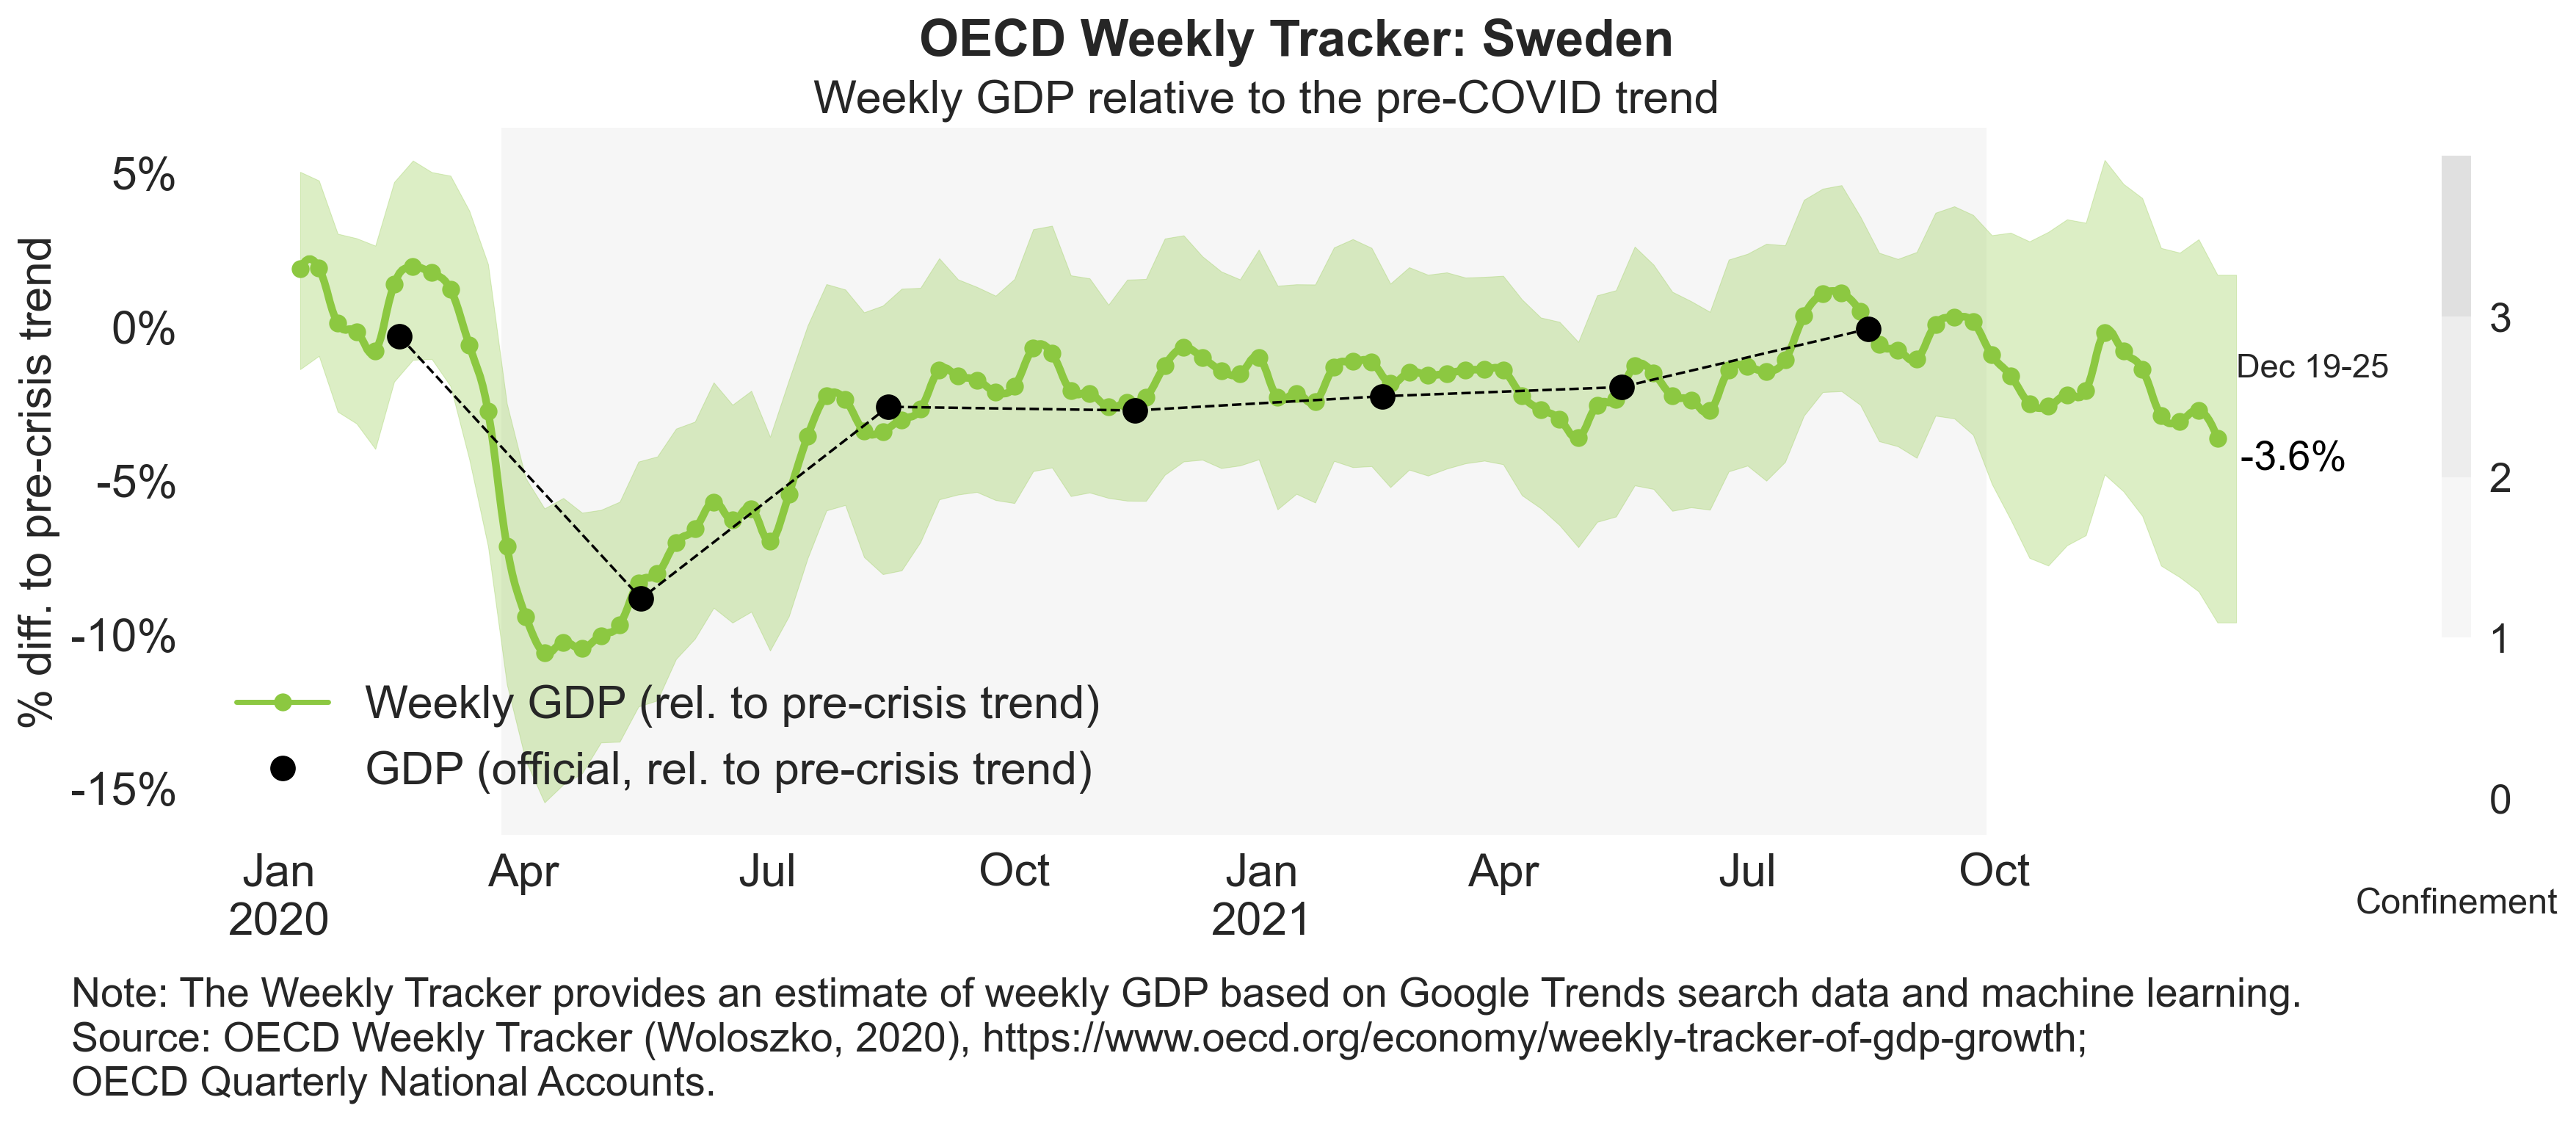 OECD Weekly Tracker: Sweden
Weekly GDP relative to the pre-COVID trend
% diff. to pre-crisis trend
5%
0%
-5%
-10%
-15%
Weekly GDP (rel. to pre-crisis trend)
GDP (official, rel. to pre-crisis trend)
Dec 19-25
-3.6%
3
2
1
0
Confinement
Jan Apr Jul Oct Jan Apr Jul Oct
2020 2021
Note: The Weekly Tracker provides an estimate of weekly GDP based on Google Trends search data and machine learning.
Source: OECD Weekly Tracker (Woloszko, 2020), https://www.oecd.org/economy/weekly-tracker-of-gdp-growth;
OECD Quarterly National Accounts.